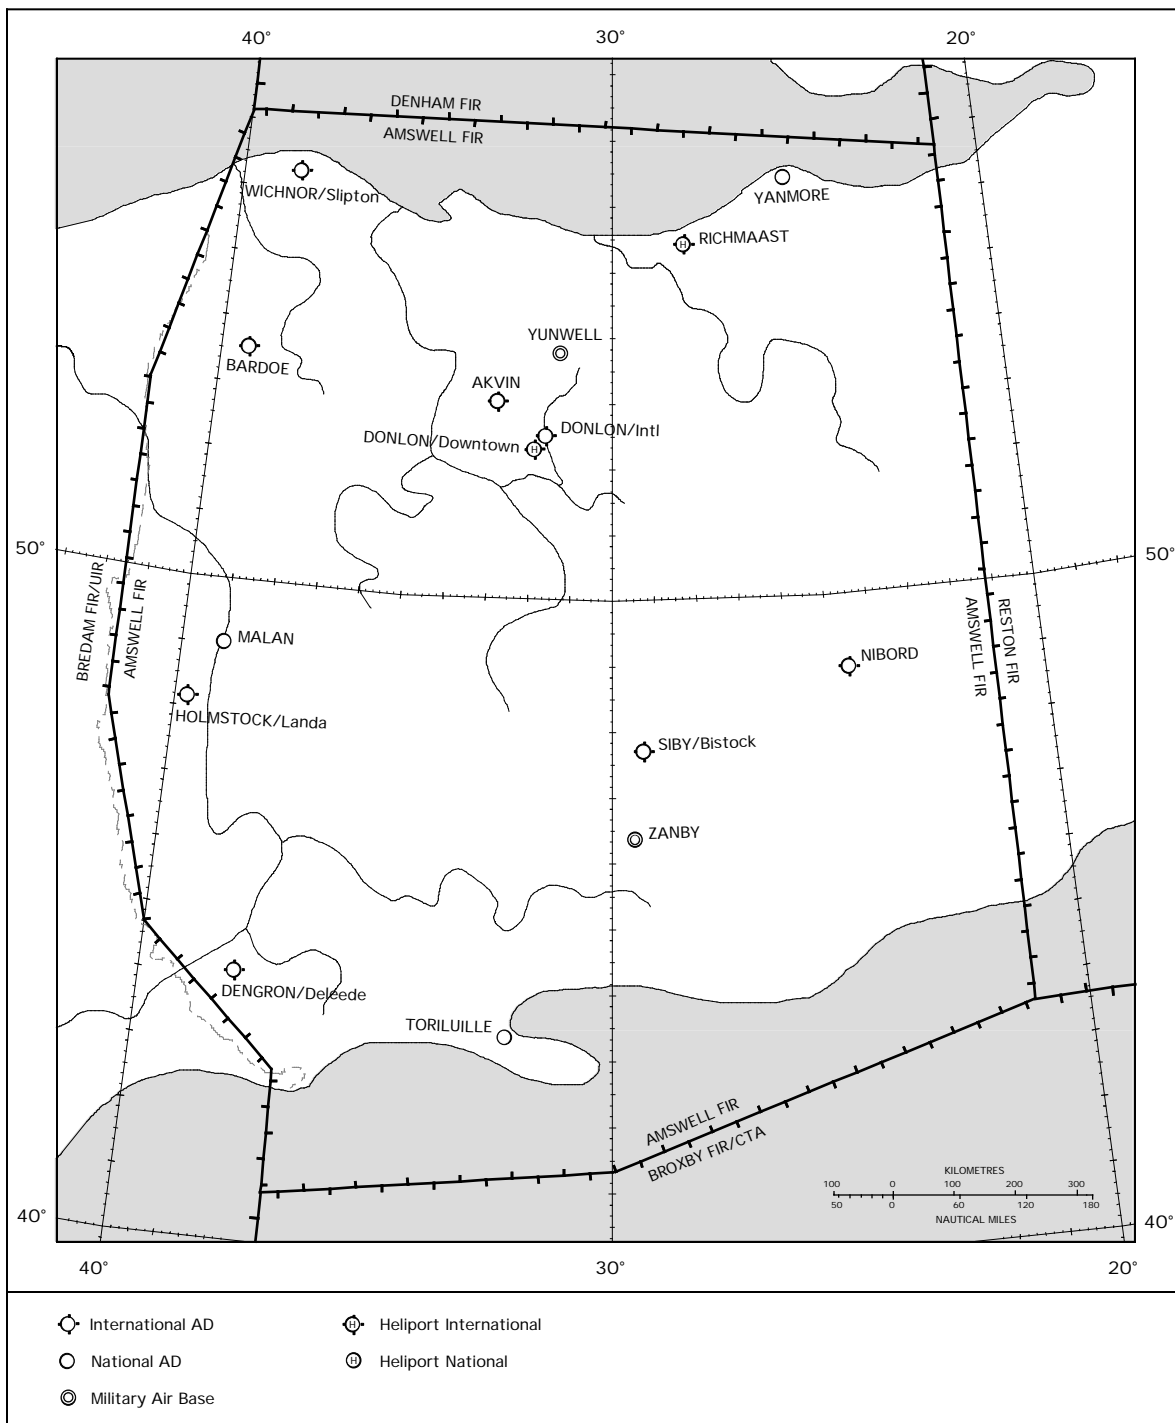 40° 30° 20°
DENHAM FIR
AMSWELL FIR
WICHNOR/Slipton
YANMORE
RICHMAAST
YUNWELL
BARDOE
AKVIN
DONLON/Intl
DONLON/Downtown H
50° 50°
BREDAM FIR/UIR
AMSWELL FIR
RESTON FIR
AMSWELL FIR
MALAN
NIBORD
HOLMSTOCK/Landa
SIBY/Bistock
ZANBY
DENGRON/Deleede
TORILUILLE
AMSWELL FIR
BROXBY FIR/CTA
KILOMETRES
100 0 100 200 300
50 0 60 120 180
NAUTICAL MILES
40° 40°
40° 30° 20°
International AD H Heliport International
National AD H Heliport National
Military Air Base